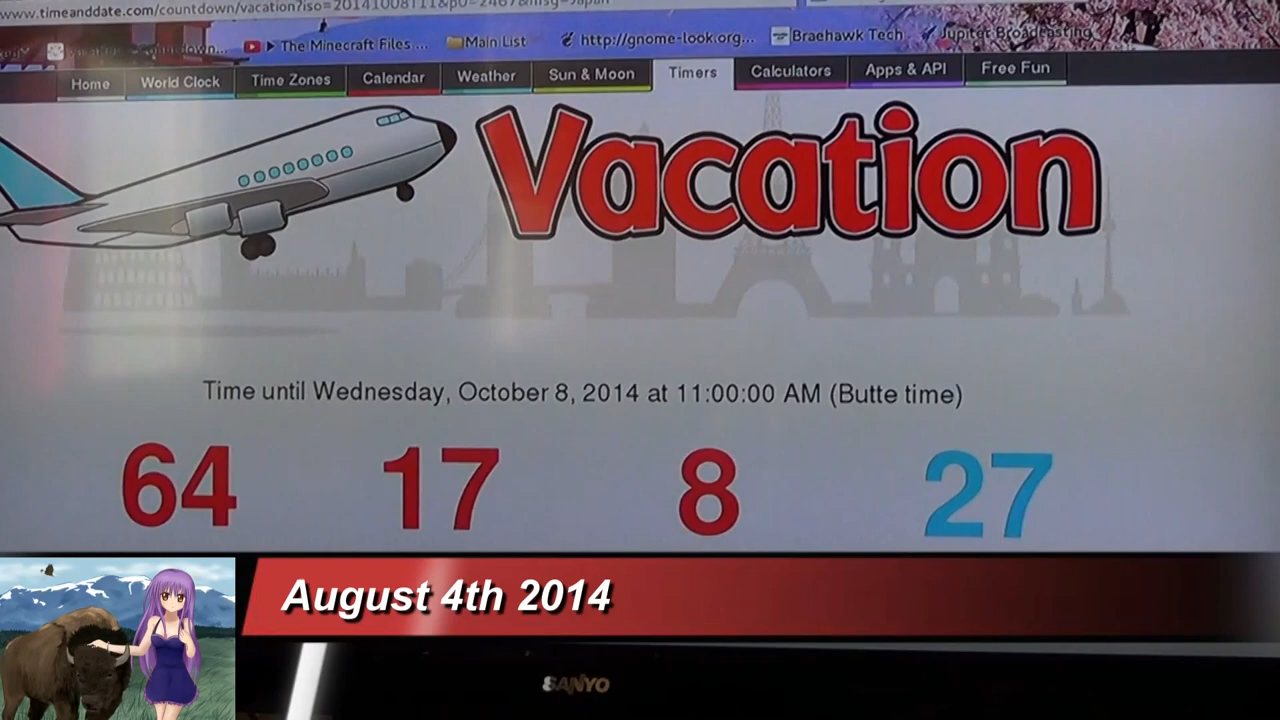 www.timeanddate.com/countdown/vacation?iso=20141008T11&p0=2467&msg=Japan
The Minecraft Files ... Main List http://gnome-look.org... Braehawk Tech Jupiter Broadcasting
Home World Clock Time Zones Calendar Weather Sun & Moon Timers Calculators Apps & API Free Fun
Vacation
Time until Wednesday, October 8, 2014 at 11:00:00 AM (Butte time)
64 17 8 27
August 4th 2014
SANYO